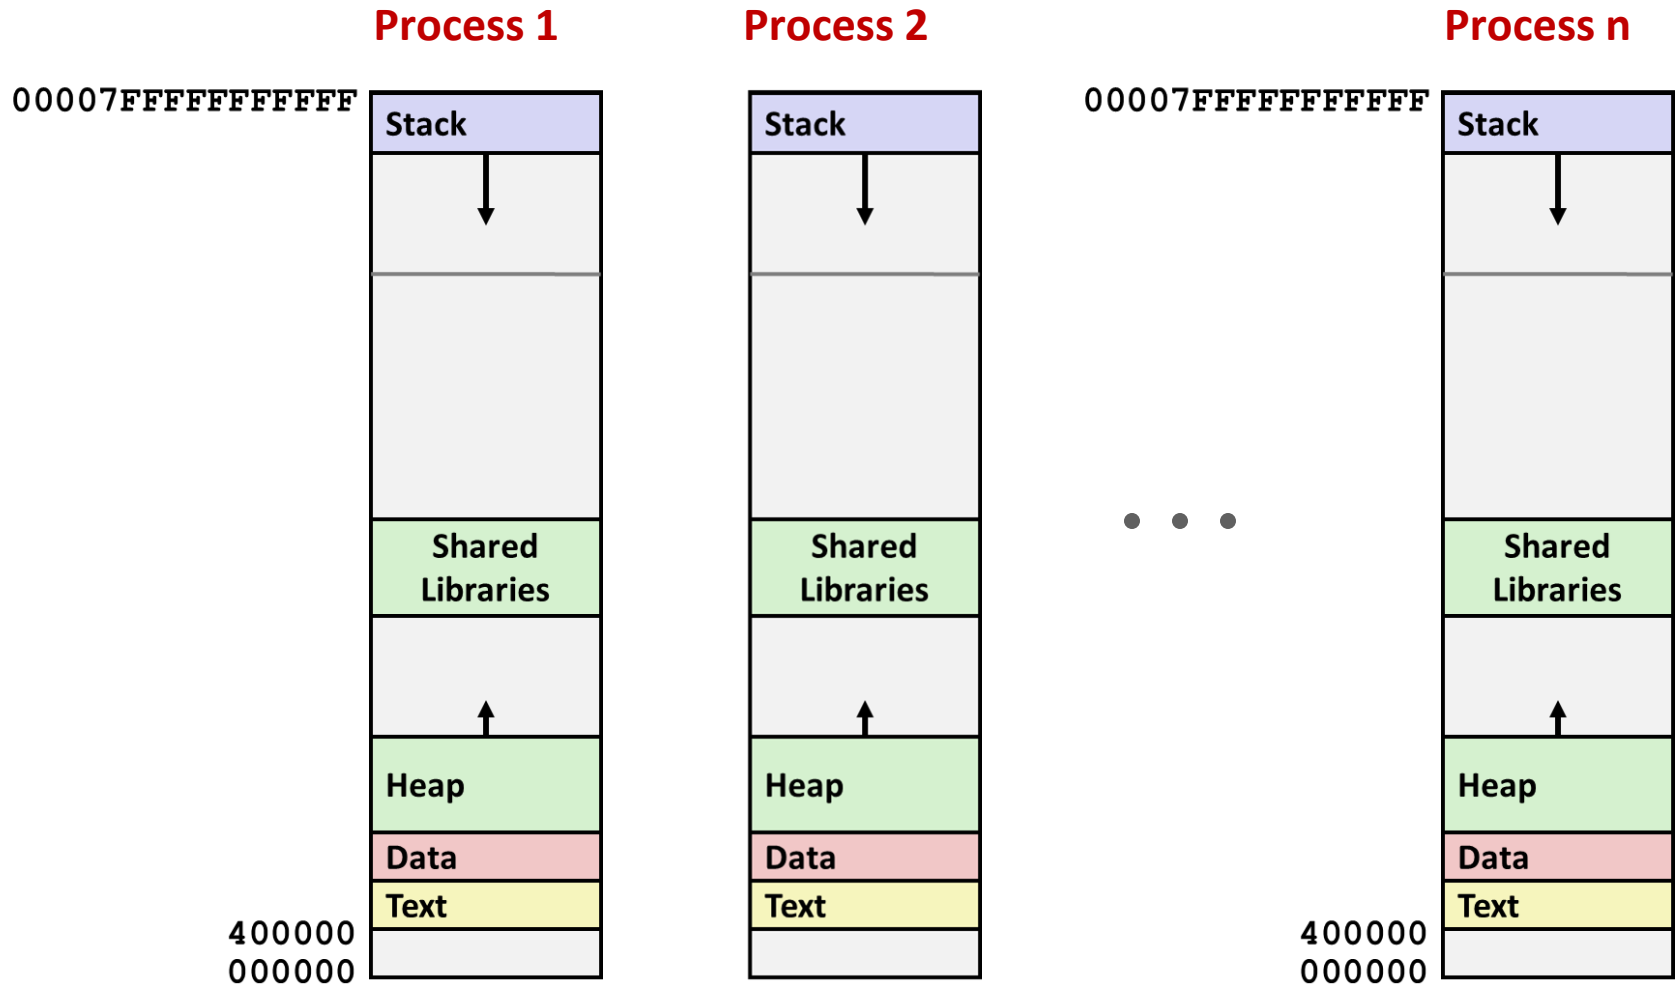 Process 1
Process 2
Process n
00007FFFFFFFFFFF
Stack
Stack
00007FFFFFFFFFFF
Stack
Shared
Libraries
Shared
Libraries
Shared
Libraries
Heap
Heap
Heap
Data
Data
Data
Text
Text
Text
400000
400000
000000
000000